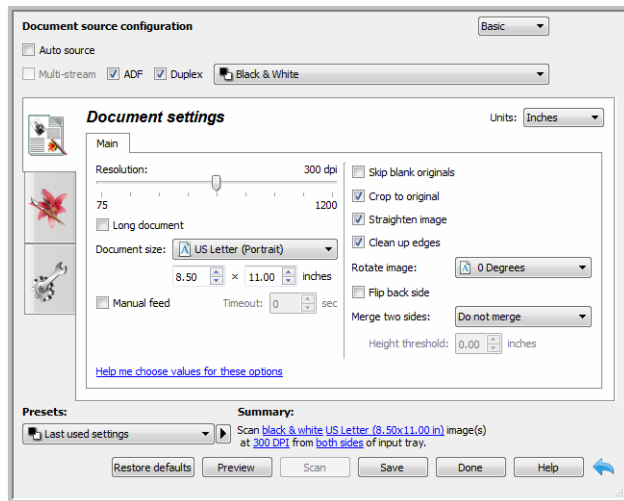 Document source configuration
Basic
Auto source
Multi-stream ADF Duplex Black & White
Document settings
Units: Inches
Main
Resolution: 300 dpi
75 1200
Long document
Document size: US Letter (Portrait)
8.50 × 11.00 inches
Manual feed Timeout: 0 sec
Help me choose values for these options
Skip blank originals
Crop to original
Straighten image
Clean up edges
Rotate image: 0 Degrees
Flip back side
Merge two sides: Do not merge
Height threshold: 0.00 inches
Presets:
Last used settings
Summary:
Scan black & white US Letter (8.50x11.00 in) image(s)
at 300 DPI from both sides of input tray.
Restore defaults Preview Scan Save Done Help